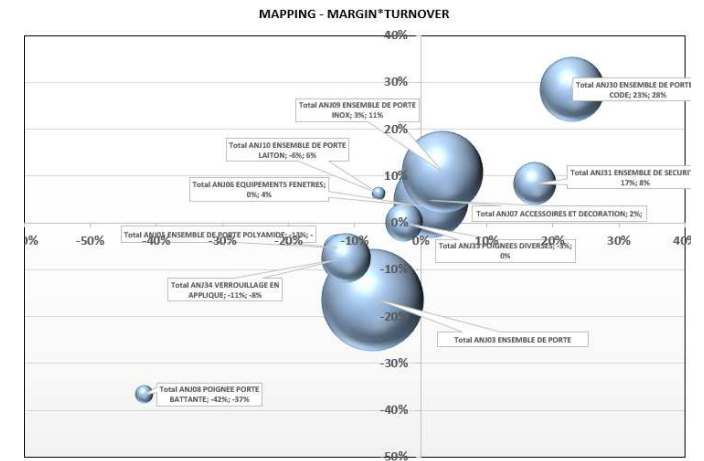 MAPPING - MARGIN*TURNOVER
40%
30%
Total ANJ30 ENSEMBLE DE PORTE
CODE; 23%; 28%
Total ANJ09 ENSEMBLE DE PORTE
INOX; 3%; 11%
20%
Total ANJ10 ENSEMBLE DE PORTE
LAITON; -6%; 6%
10%
Total ANJ31 ENSEMBLE DE SECURIT
17%; 8%
Total ANJ06 EQUIPEMENTS FENETRES;
0%; 4%
Total ANJ07 ACCESSOIRES ET DECORATION; 2%;
0%
Total ANJ05 ENSEMBLE DE PORTE POLYAMIDE; -13%; -
0% -40% -30% -20% -10% 0% 10% 20% 30% 40%
Total ANJ33 POIGNEES DIVERSES; -3%;
0%
-10%
Total ANJ34 VERROUILLAGE EN
APPLIQUE; -11%; -8%
-20%
Total ANJ03 ENSEMBLE DE PORTE
-30%
Total ANJ08 POIGNEE PORTE
BATTANTE; -42%; -37%
-40%
-50%